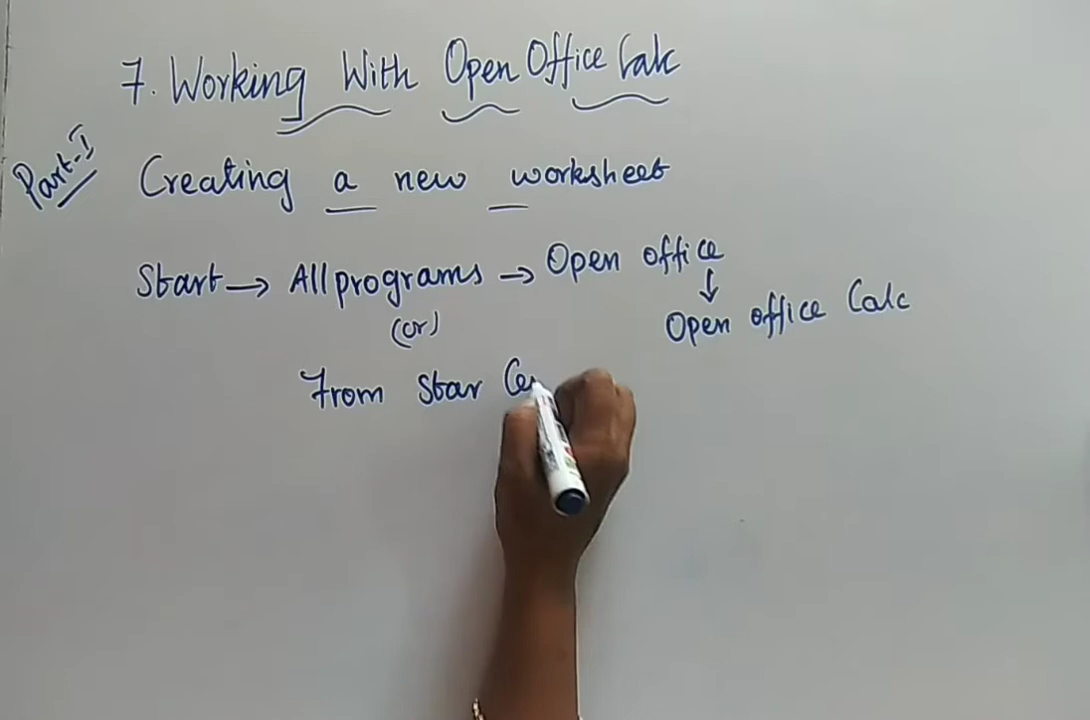 7. Working With Open Office Calc
Part-I
Creating a new worksheet
Start → All programs → Open office
↓
Open office Calc
(or)
From Star Ce